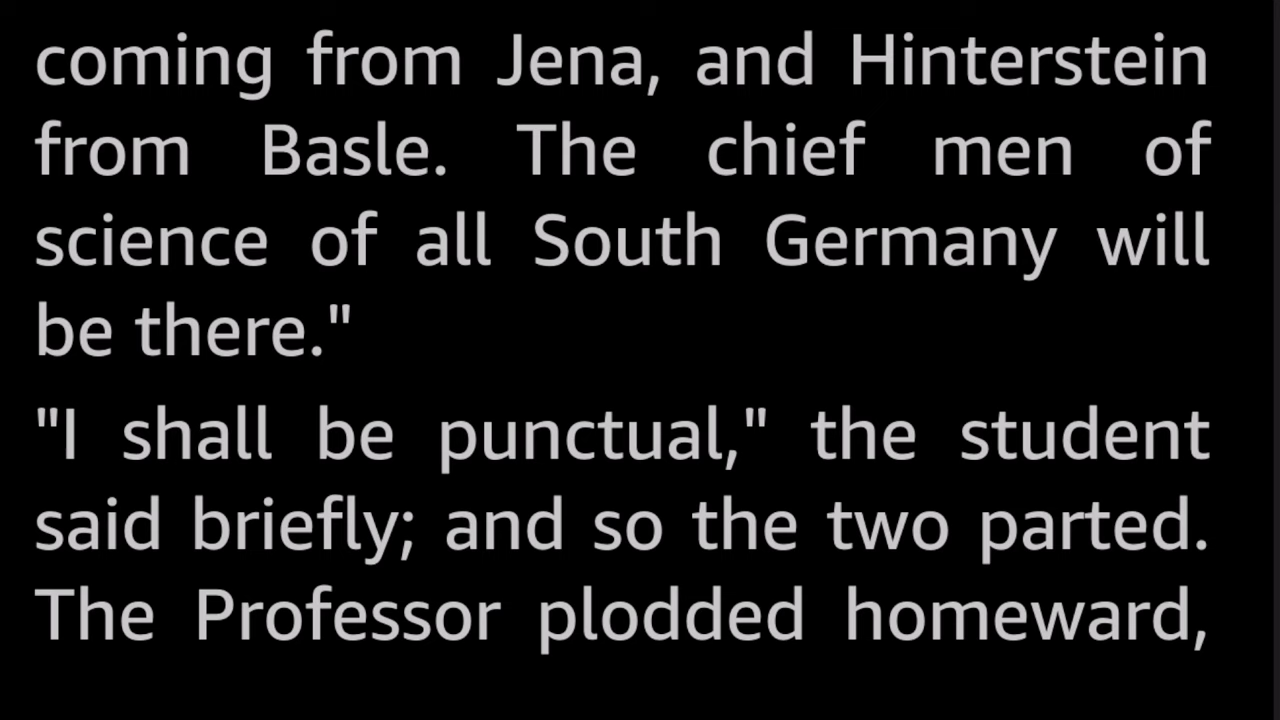 coming from Jena, and Hinterstein
from Basle. The chief men of
science of all South Germany will
be there."
"I shall be punctual," the student
said briefly; and so the two parted.
The Professor plodded homeward,